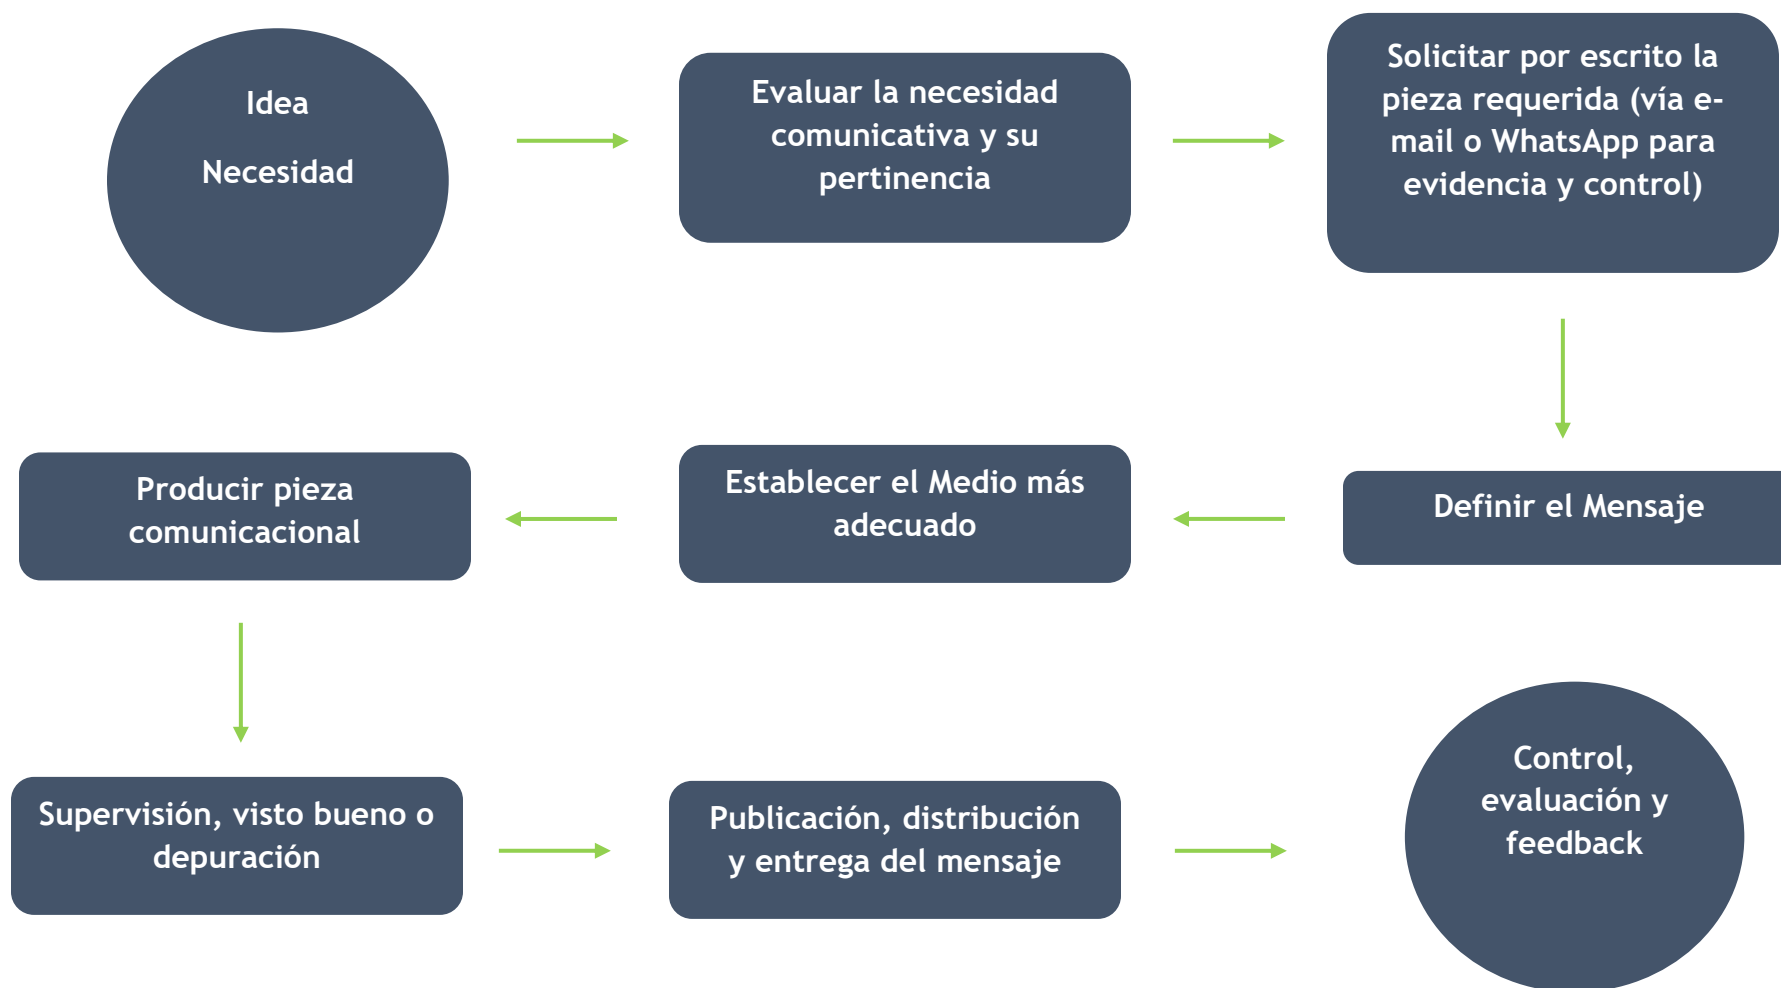 Idea
Necesidad
Evaluar la necesidad
comunicativa y su
pertinencia
Solicitar por escrito la
pieza requerida (vía e-
mail o WhatsApp para
evidencia y control)
Definir el Mensaje
Establecer el Medio más
adecuado
Producir pieza
comunicacional
Supervisión, visto bueno o
depuración
Publicación, distribución
y entrega del mensaje
Control,
evaluación y
feedback